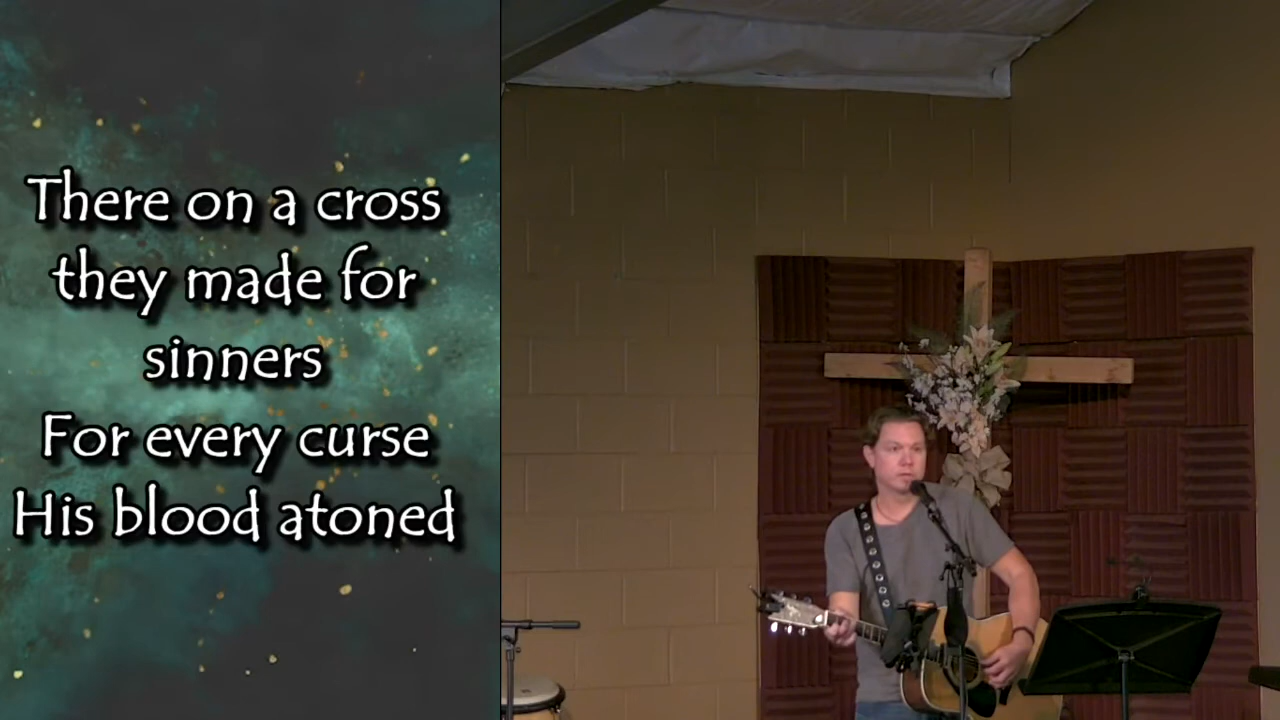 There on a cross
they made for
sinners
For every curse
His blood atoned